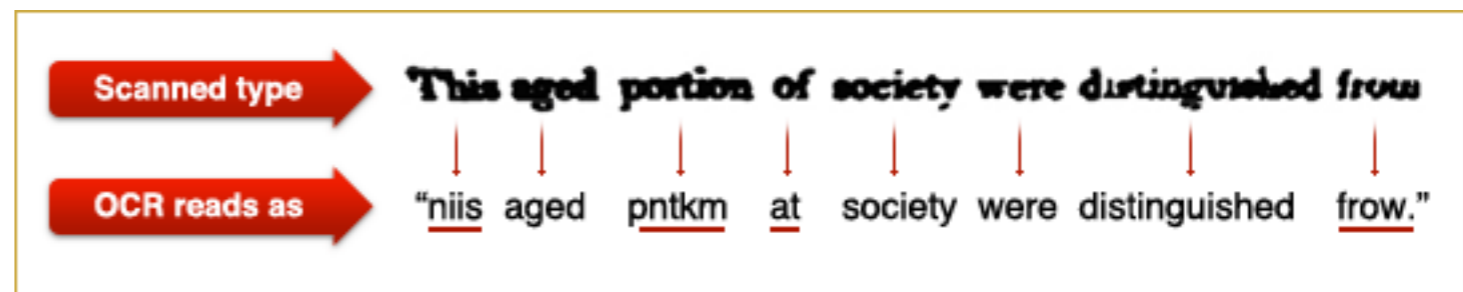 Scanned type This aged portion of society were distinguished from
OCR reads as “niis aged pntkm at society were distinguished frow.”